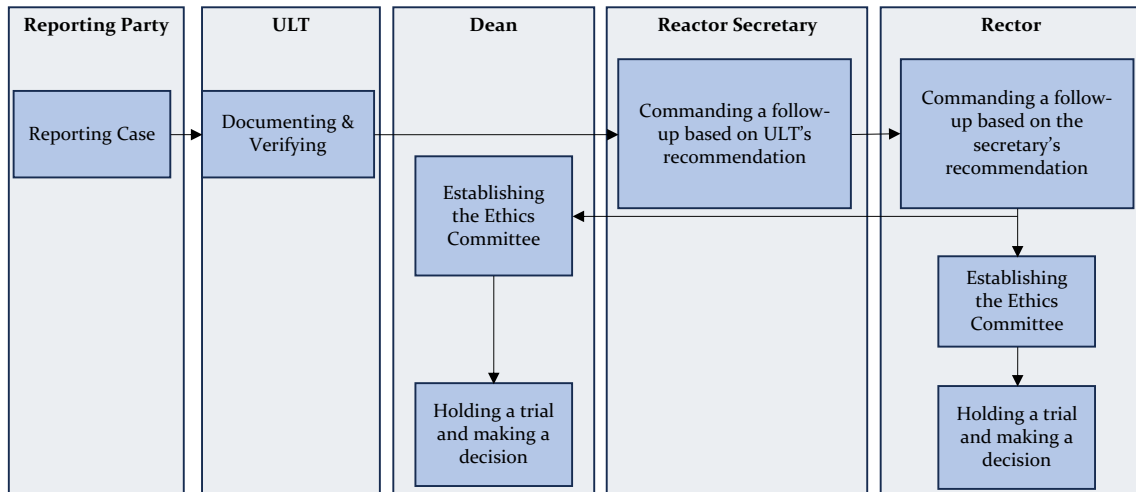 Reporting Party
ULT
Dean
Reactor Secretary
Rector
Reporting Case
Documenting &
Verifying
Commanding a follow-
up based on ULT’s
recommendation
Commanding a follow-
up based on the
secretary’s
recommendation
Establishing
the Ethics
Committee
Establishing
the Ethics
Committee
Holding a trial
and making a
decision
Holding a trial
and making a
decision